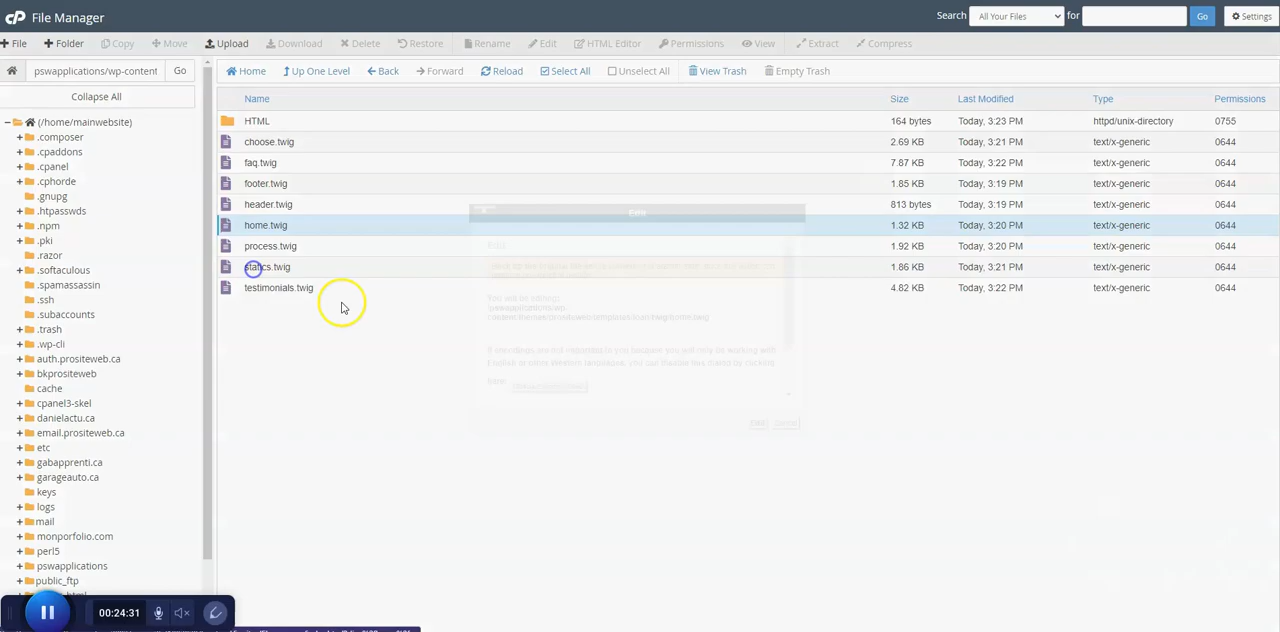 cP File Manager
Search All Your Files for Go Settings
+ File + Folder Copy Move Upload Download Delete Restore Rename Edit HTML Editor Permissions View Extract Compress
pswapplications/wp-content Go Home Up One Level Back Forward Reload Select All Unselect All View Trash Empty Trash
Collapse All
Name Size Last Modified Type Permissions
HTML 164 bytes Today, 3:23 PM httpd/unix-directory 0755
choose.twig 2.69 KB Today, 3:21 PM text/x-generic 0644
faq.twig 7.87 KB Today, 3:22 PM text/x-generic 0644
footer.twig 1.85 KB Today, 3:19 PM text/x-generic 0644
header.twig 813 bytes Today, 3:19 PM text/x-generic 0644
home.twig 1.32 KB Today, 3:20 PM text/x-generic 0644
process.twig 1.92 KB Today, 3:20 PM text/x-generic 0644
statics.twig 1.86 KB Today, 3:21 PM text/x-generic 0644
testimonials.twig 4.82 KB Today, 3:22 PM text/x-generic 0644
Edit
You will be editing:
(/home/mainwebsite)
.composer
.cpaddons
.cpanel
.cphorde
.gnupg
.htpasswds
.npm
.pki
.razor
.softaculous
.spamassassin
.ssh
.subaccounts
.trash
.wp-cli
auth.prositeweb.ca
bkprositeweb
cache
cpanel3-skel
danielactu.ca
email.prositeweb.ca
etc
gabapprenti.ca
garageauto.ca
keys
logs
mail
monporfolio.com
perl5
pswapplications
public_ftp
00:24:31